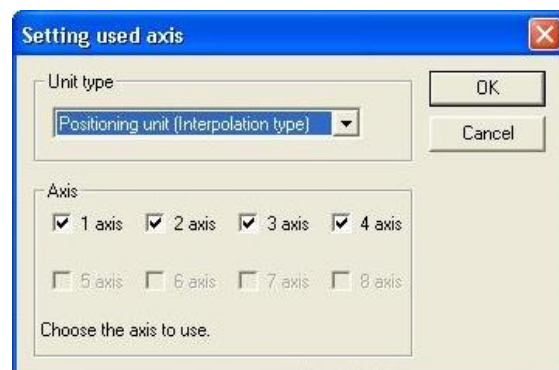 Setting used axis
Unit type
OK
Positioning unit (Interpolation type)
Cancel
Axis
1 axis 2 axis 3 axis 4 axis
5 axis 6 axis 7 axis 8 axis
Choose the axis to use.